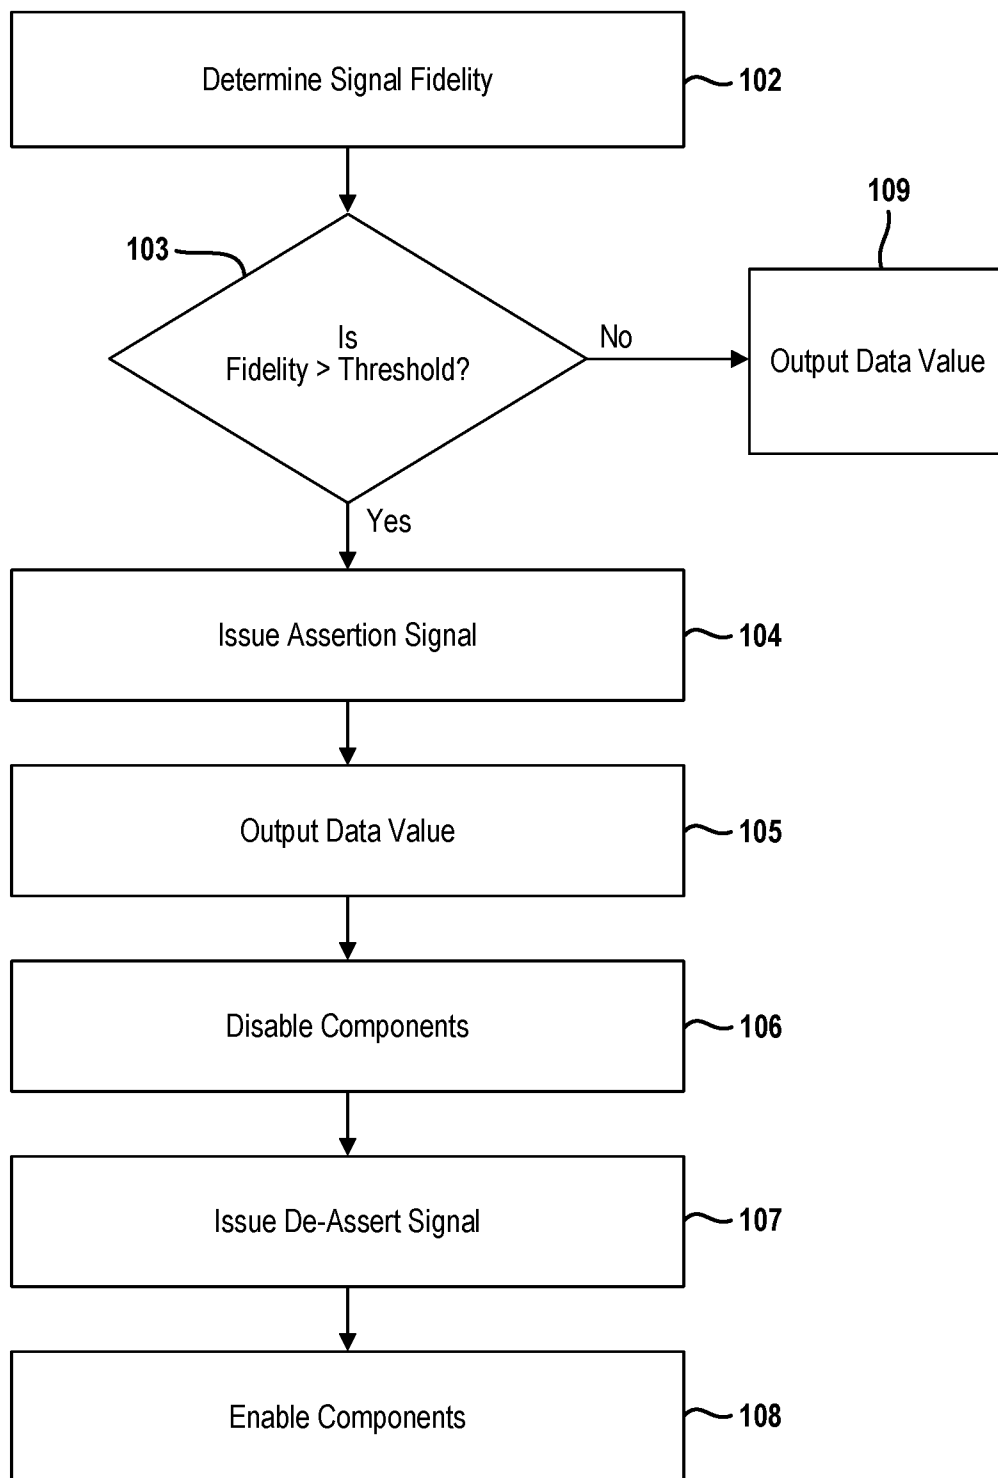 Determine Signal Fidelity
102
109
103
Is
Fidelity > Threshold?
No
Output Data Value
Yes
Issue Assertion Signal
104
Output Data Value
105
Disable Components
106
Issue De-Assert Signal
107
Enable Components
108